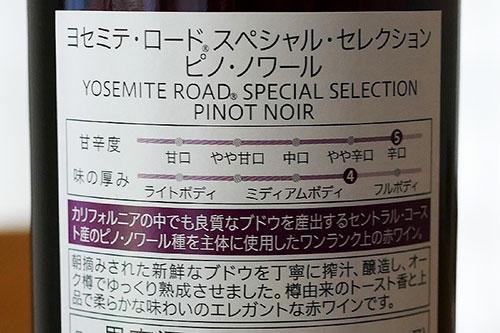 ヨセミテ・ロード®スペシャル・セレクション
ピノ・ノワール
YOSEMITE ROAD® SPECIAL SELECTION
PINOT NOIR
甘辛度 5
甘口 やや甘口 中口 やや辛口 辛口
味の厚み 4
ライトボディ ミディアムボディ フルボディ
カリフォルニアの中でも良質なブドウを産出するセントラル・コース
ト産のピノ・ノワール種を主体に使用したワンランク上の赤ワイン。
朝摘みされた新鮮なブドウを丁寧に搾汁、醸造し、オー
ク樽でゆっくり熟成させました。樽由来のトースト香と上
品で柔らかな味わいのエレガントな赤ワインです。